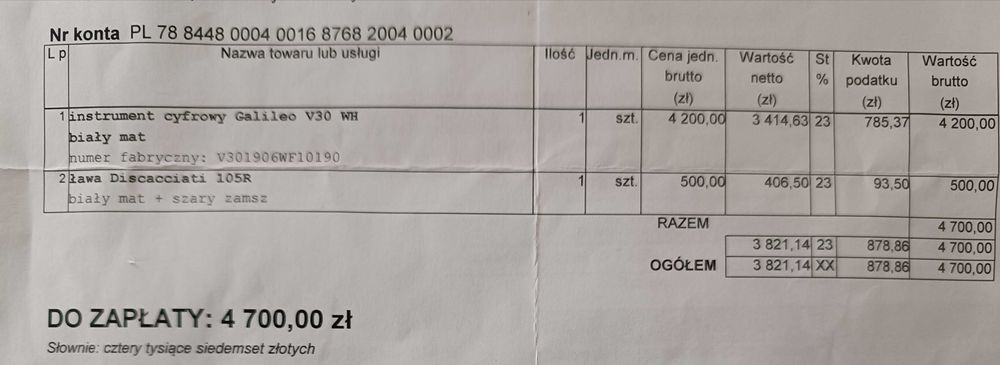 Nr konta PL 78 8448 0004 0016 8768 2004 0002
L p Nazwa towaru lub usługi Ilość Jedn.m. Cena jedn. brutto (zł) Wartość netto (zł) St % Kwota podatku (zł) Wartość brutto (zł)
1 instrument cyfrowy Galileo V30 WH 1 szt. 4 200,00 3 414,63 23 785,37 4 200,00
biały mat
numer fabryczny: V301906WF10190
2 ława Discacciati 105R 1 szt. 500,00 406,50 23 93,50 500,00
biały mat + szary zamsz
RAZEM 4 700,00
3 821,14 23 878,86 4 700,00
OGÓŁEM 3 821,14 XX 878,86 4 700,00
DO ZAPŁATY: 4 700,00 zł
Słownie: cztery tysiące siedemset złotych